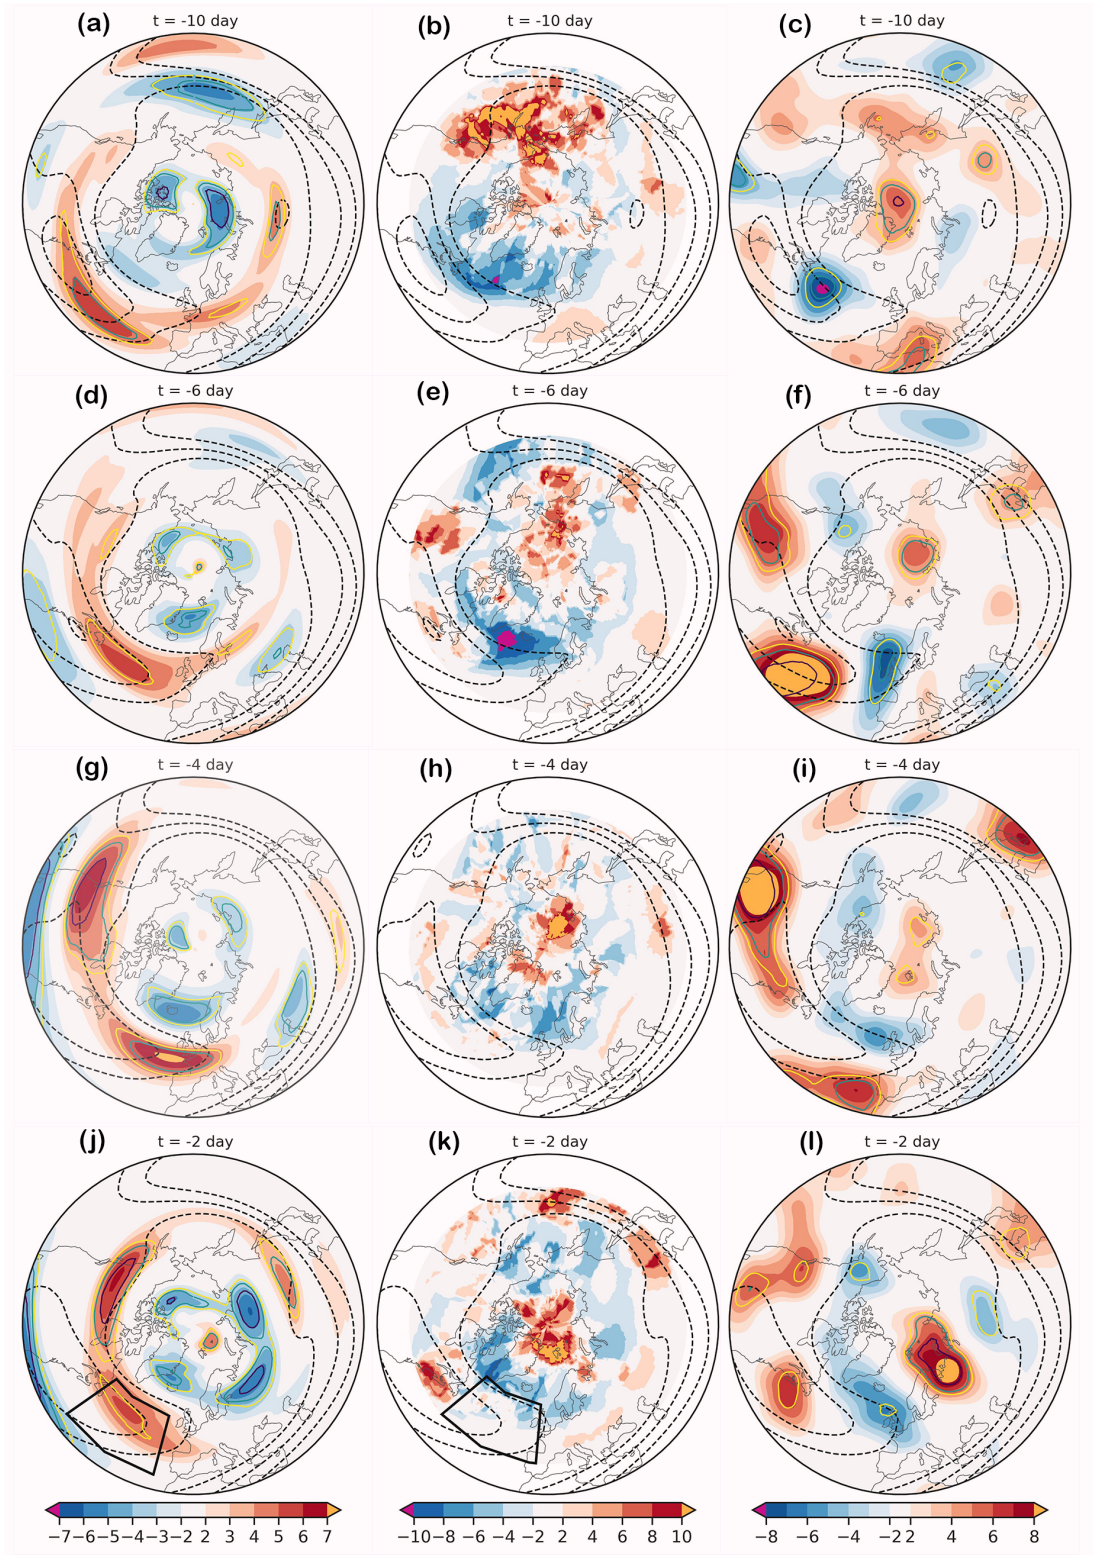 (a) t = -10 day (b) t = -10 day (c) t = -10 day
(d) t = -6 day (e) t = -6 day (f) t = -6 day
(g) t = -4 day (h) t = -4 day (i) t = -4 day
(j) t = -2 day (k) t = -2 day (l) t = -2 day
−7 −6 −5 −4 −3 −2 2 3 4 5 6 7
−10 −8 −6 −4 −2 2 4 6 8 10
−8 −6 −4 −2 2 4 6 8